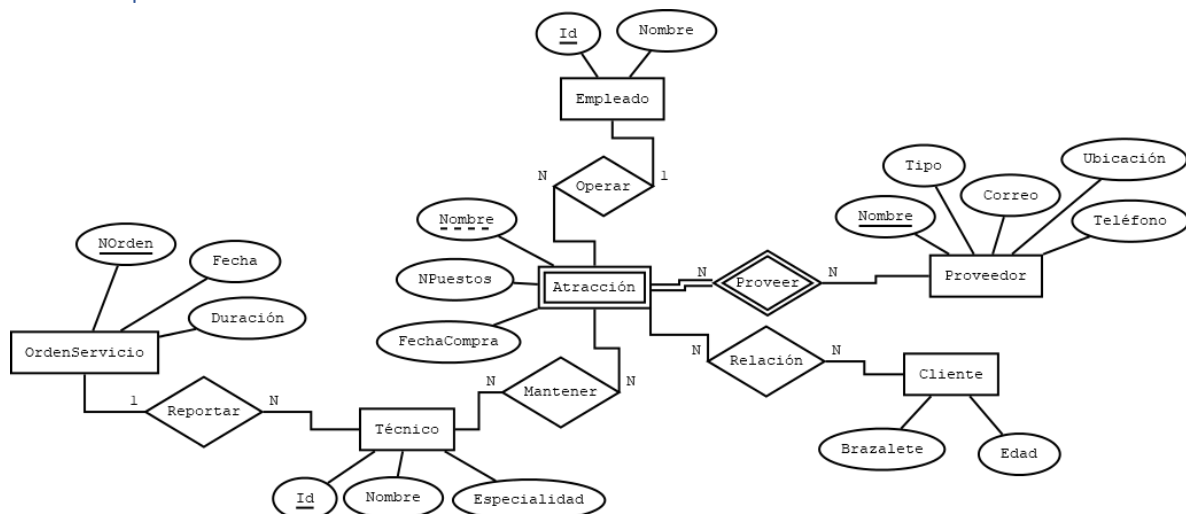 Id
Nombre
Empleado
Operar
N
1
Tipo
Ubicación
Correo
Nombre
Teléfono
Proveedor
Nombre
NPuestos
FechaCompra
Atracción
N
Proveer
N
NOrden
Fecha
Duración
OrdenServicio
1
Reportar
N
N
Mantener
N
N
Relación
N
Cliente
Brazalete
Edad
Técnico
Id
Nombre
Especialidad